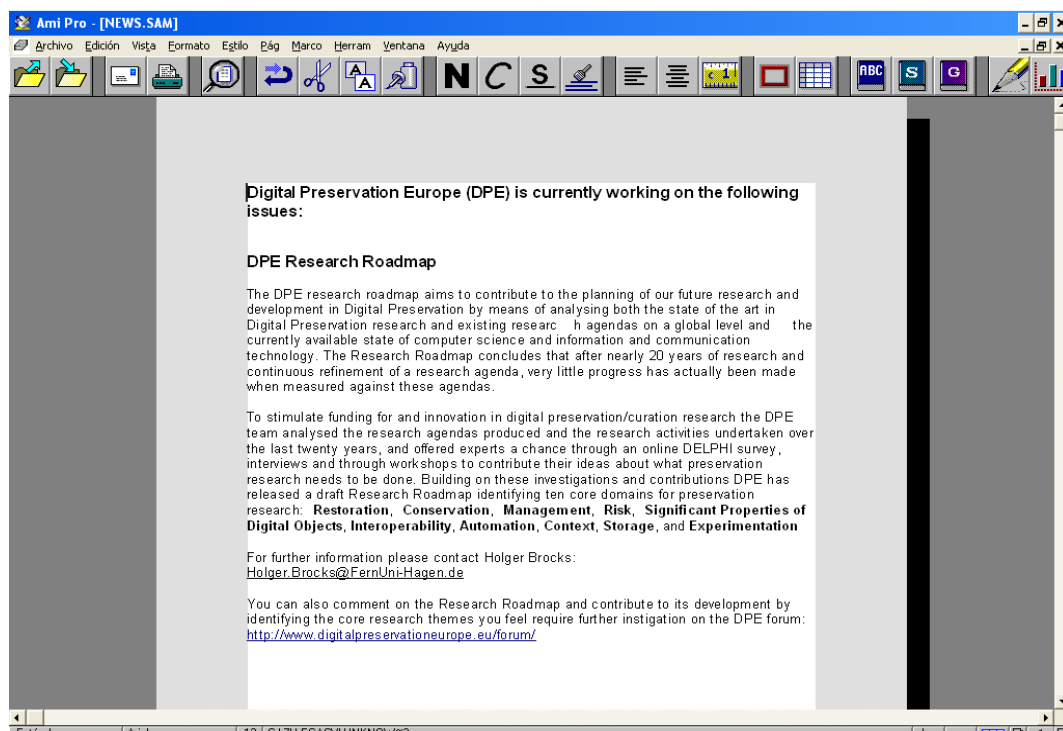 Ami Pro - [NEWS.SAM]
Archivo Edición Vista Formato Estilo Pág Marco Herram Ventana Ayuda
N C S c 1 ABC S G
Digital Preservation Europe (DPE) is currently working on the following
issues:
DPE Research Roadmap
The DPE research roadmap aims to contribute to the planning of our future research and
development in Digital Preservation by means of analysing both the state of the art in
Digital Preservation research and existing researc h agendas on a global level and the
currently available state of computer science and information and communication
technology. The Research Roadmap concludes that after nearly 20 years of research and
continuous refinement of a research agenda, very little progress has actually been made
when measured against these agendas.
To stimulate funding for and innovation in digital preservation/curation research the DPE
team analysed the research agendas produced and the research activities undertaken over
the last twenty years, and offered experts a chance through an online DELPHI survey,
interviews and through workshops to contribute their ideas about what preservation
research needs to be done. Building on these investigations and contributions DPE has
released a draft Research Roadmap identifying ten core domains for preservation
research: Restoration, Conservation, Management, Risk, Significant Properties of
Digital Objects, Interoperability, Automation, Context, Storage, and Experimentation
For further information please contact Holger Brocks:
Holger.Brocks@FernUni-Hagen.de
You can also comment on the Research Roadmap and contribute to its development by
identifying the core research themes you feel require further instigation on the DPE forum:
http://www.digitalpreservationeurope.eu/forum/